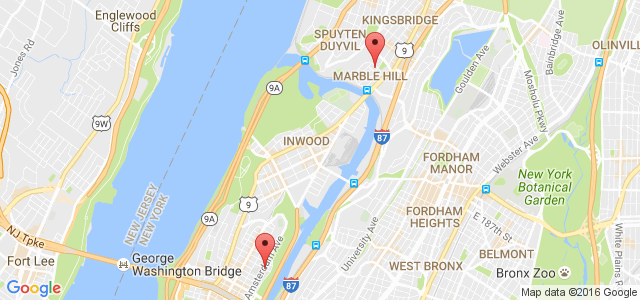 Englewood
Cliffs
KINGSBRIDGE
SPUYTEN
DUYVIL
9
OLINVI
Jones Rd
Goulden Ave
Bainbridge Ave
MARBLE HILL
9A
Mosholu Pkwy
9W
INWOOD
87
FORDHAM
MANOR
Webster Ave
New York
Botanical
Garden
NEW JERSEY
NEW YORK
9
9A
FORDHAM
HEIGHTS
E 187th St
University Ave
White Plains R
NJ Tpke
Amsterdam Ave
Fort Lee
George
Washington Bridge
WEST BRONX
BELMONT
Bronx Zoo
87
Google
Map data ©2016 Google